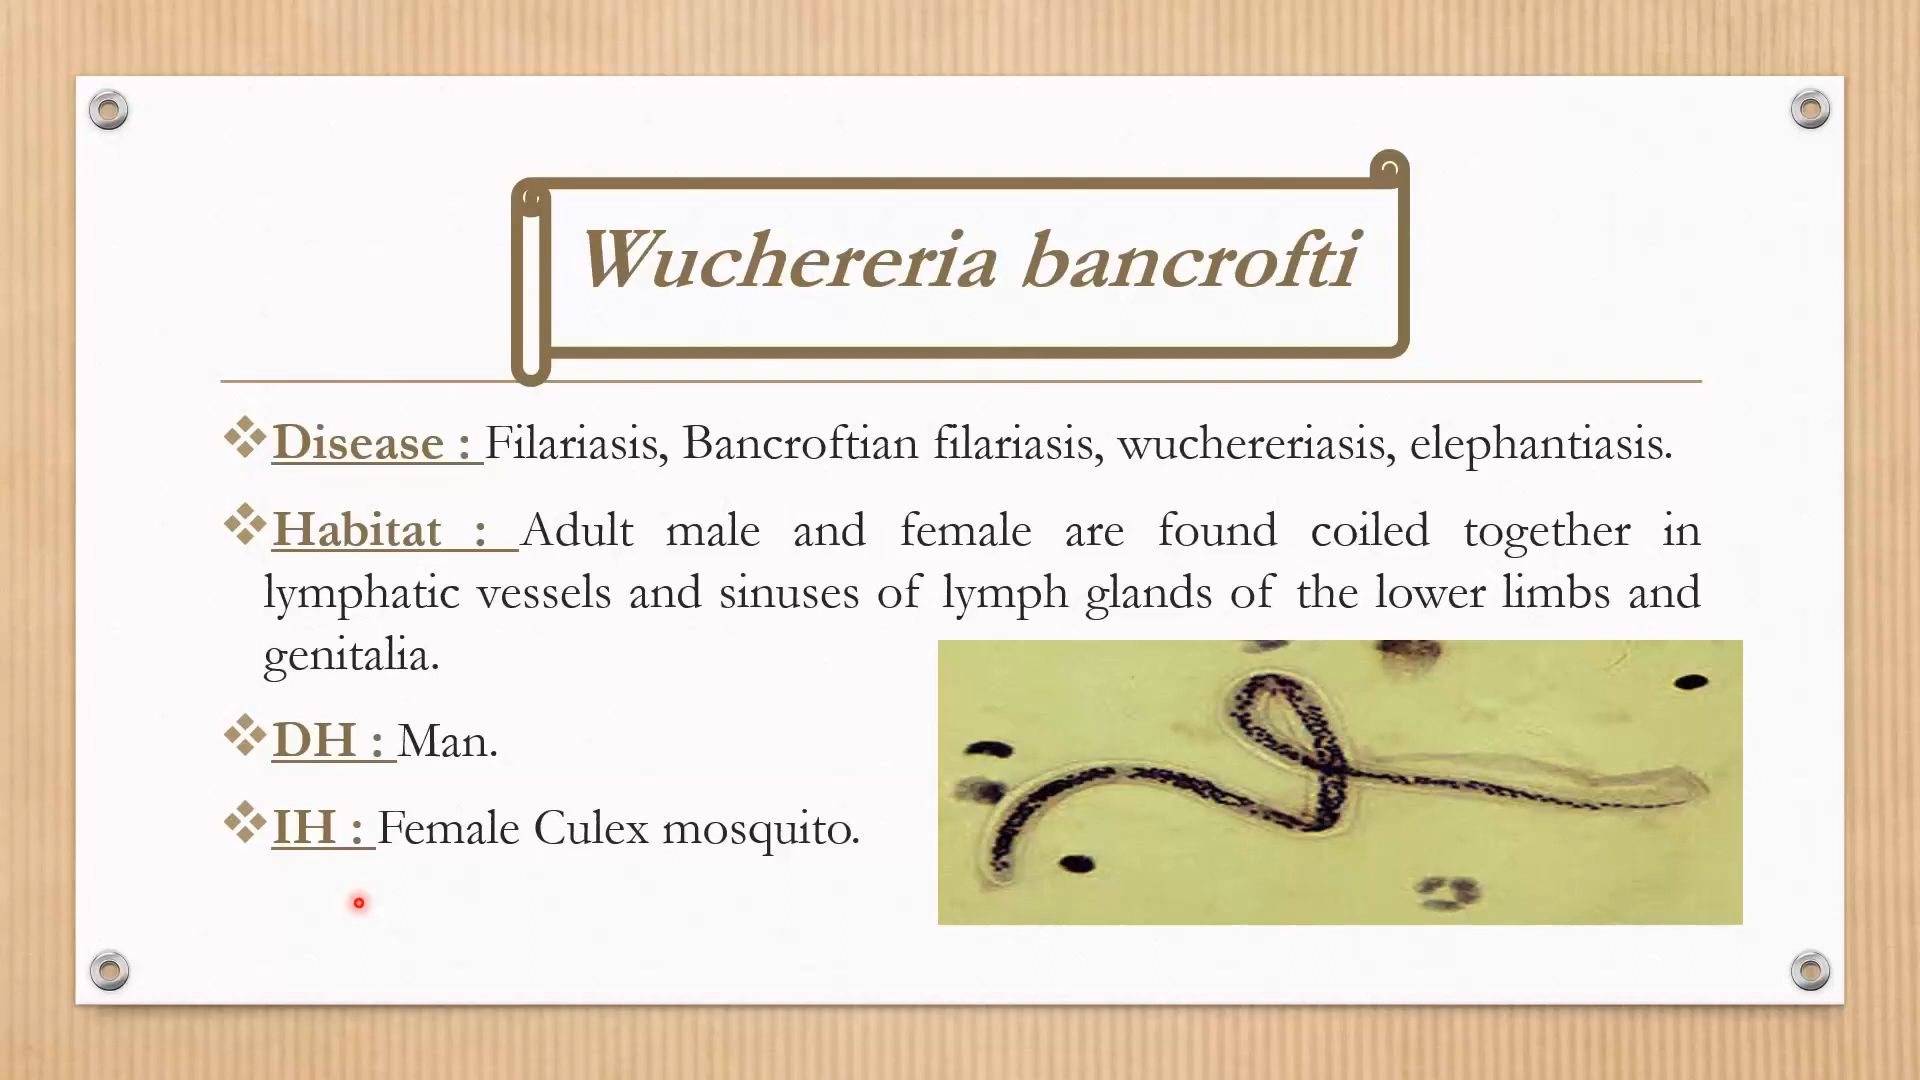 Wuchereria bancrofti
❖Disease : Filariasis, Bancroftian filariasis, wuchereriasis, elephantiasis.
❖Habitat : Adult male and female are found coiled together in
lymphatic vessels and sinuses of lymph glands of the lower limbs and
genitalia.
❖DH : Man.
❖IH : Female Culex mosquito.